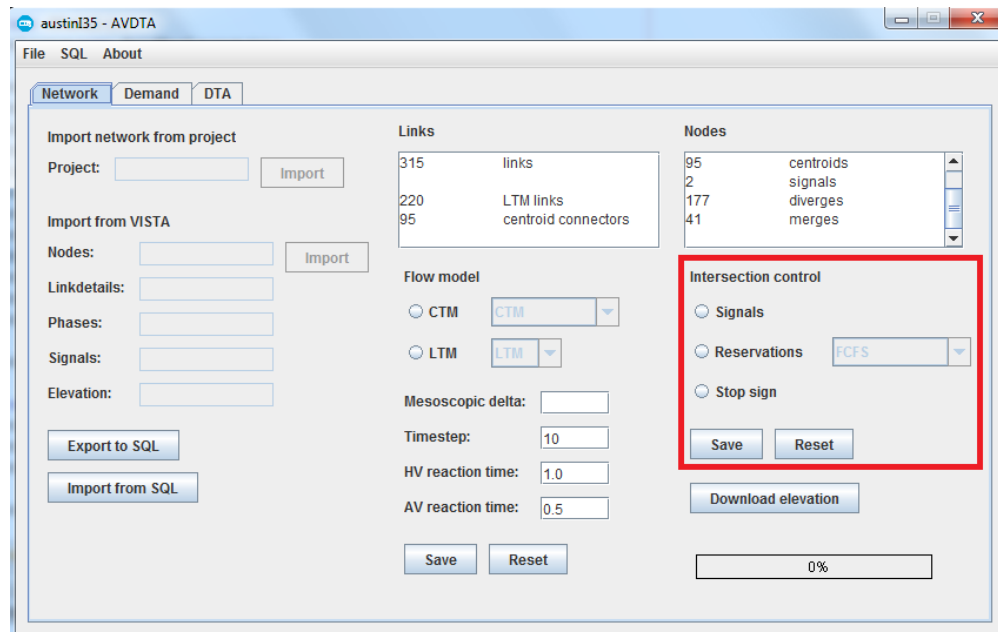 austinI35 - AVDTA
File SQL About
Network Demand DTA
Import network from project
Project: Import
Import from VISTA
Nodes: Import
Linkdetails:
Phases:
Signals:
Elevation:
Export to SQL
Import from SQL
Links
315 links
220 LTM links
95 centroid connectors
Flow model
CTM CTM
LTM LTM
Mesoscopic delta:
Timestep: 10
HV reaction time: 1.0
AV reaction time: 0.5
Save Reset
Nodes
95 centroids
2 signals
177 diverges
41 merges
Intersection control
Signals
Reservations FCFS
Stop sign
Save Reset
Download elevation
0%